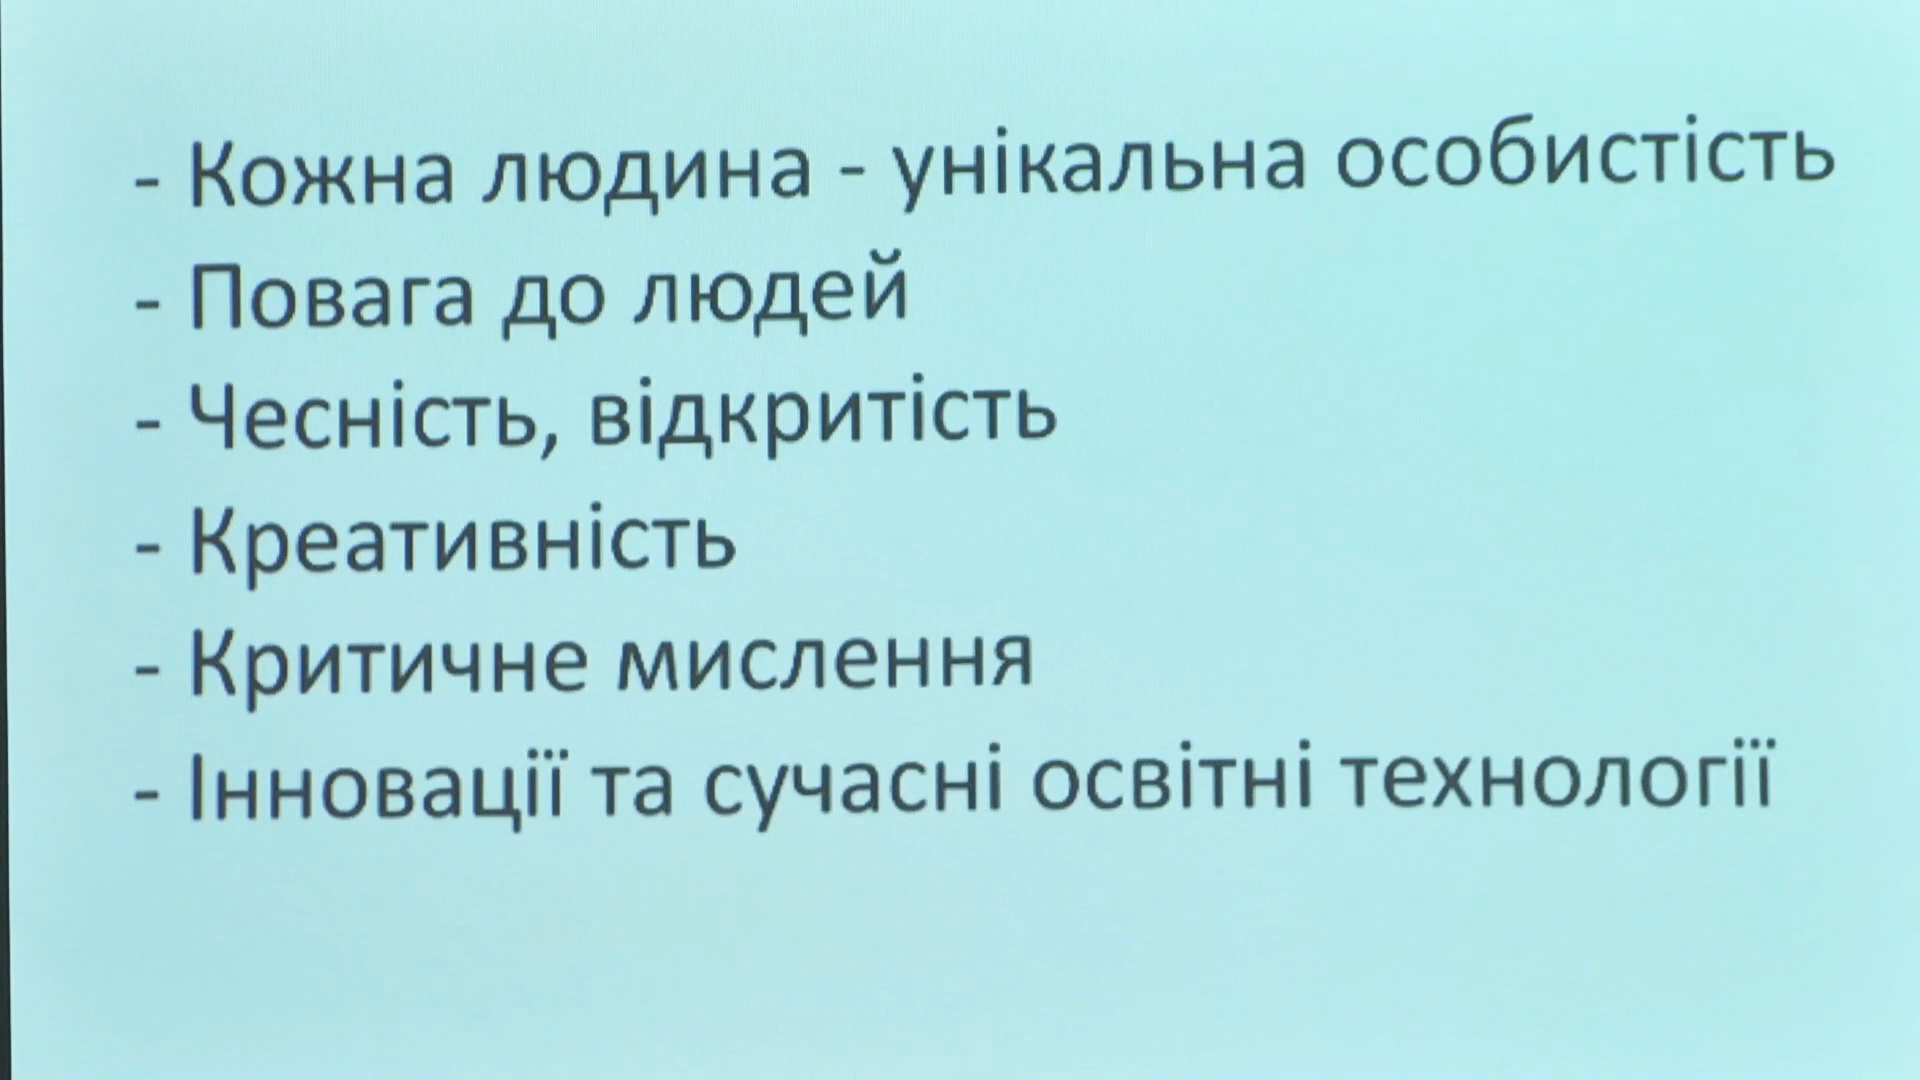 - Кожна людина - унікальна особистість
- Повага до людей
- Чесність, відкритість
- Креативність
- Критичне мислення
- Інновації та сучасні освітні технології